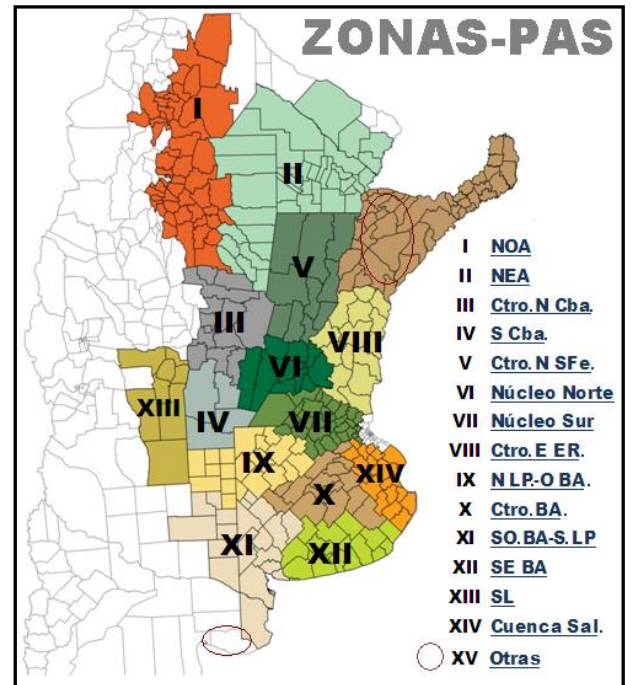 ZONAS-PAS
I
II
V
III
VIII
VI
XIII
IV
VII
IX
XIV
X
XI
XII
I NOA
II NEA
III Ctro.N Cba.
IV S Cba.
V Ctro.N SFe.
VI Núcleo Norte
VII Núcleo Sur
VIII Ctro.E ER.
IX N LP.-O BA.
X Ctro.BA.
XI SO.BA-S.LP
XII SE BA
XIII SL
XIV Cuenca Sal.
XV Otras